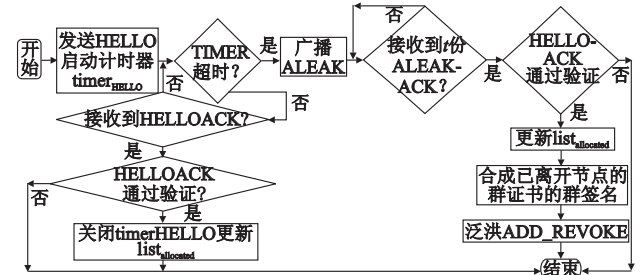 开
始
发送HELLO
启动计时器
timerHELLO
TIMER
超时？
是
广播
ALEAK
否
接收到t份
ALEAK-
ACK？
是
HELLO-
ACK
通过验证
否
否
否
接收到HELLOACK？
是
HELLOACK
通过验证？
否
是
关闭timerHELLO更新
listallocated
是
更新listallocated
合成已离开节点的
群证书的群签名
泛洪ADD_REVOKE
结束